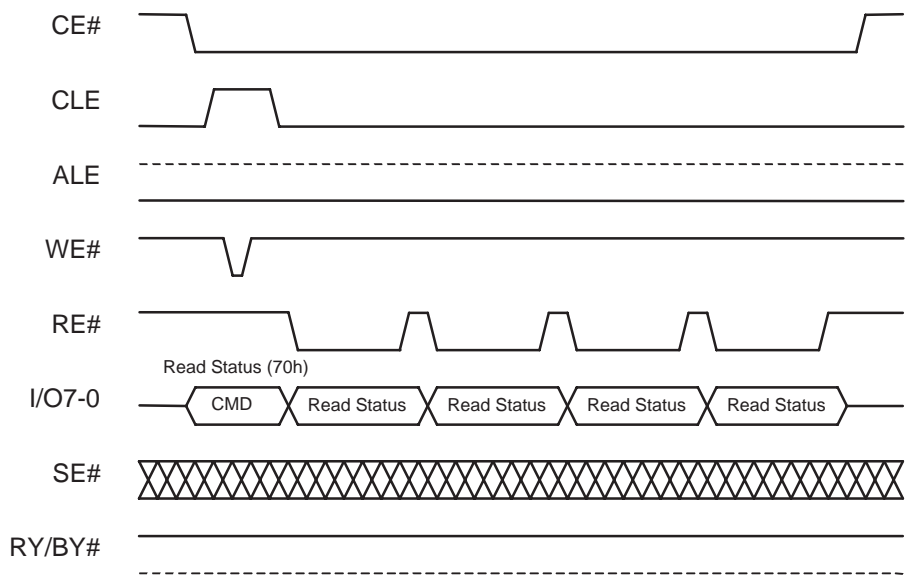 CE#
CLE
ALE
WE#
RE#
Read Status (70h)
I/O7-0
CMD
Read Status
Read Status
Read Status
Read Status
SE#
RY/BY#